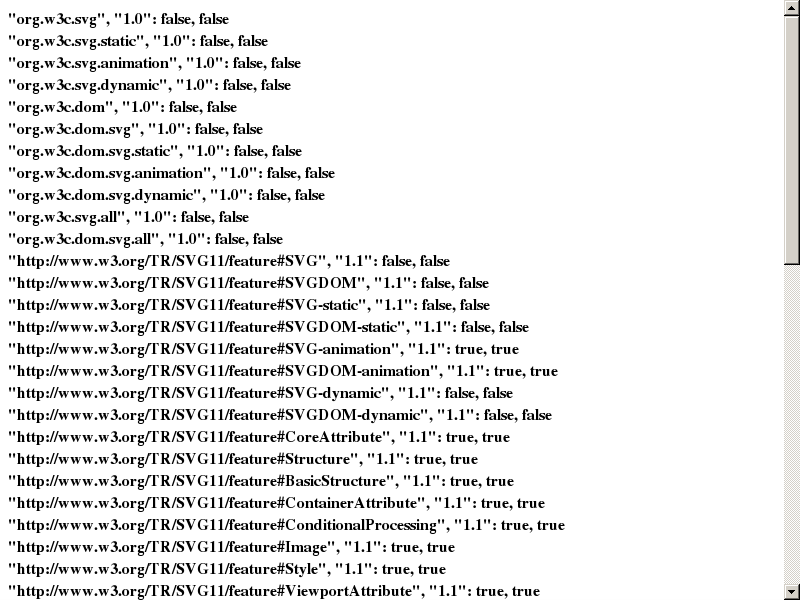 "org.w3c.svg", "1.0": false, false
"org.w3c.svg.static", "1.0": false, false
"org.w3c.svg.animation", "1.0": false, false
"org.w3c.svg.dynamic", "1.0": false, false
"org.w3c.dom", "1.0": false, false
"org.w3c.dom.svg", "1.0": false, false
"org.w3c.dom.svg.static", "1.0": false, false
"org.w3c.dom.svg.animation", "1.0": false, false
"org.w3c.dom.svg.dynamic", "1.0": false, false
"org.w3c.svg.all", "1.0": false, false
"org.w3c.dom.svg.all", "1.0": false, false
"http://www.w3.org/TR/SVG11/feature#SVG", "1.1": false, false
"http://www.w3.org/TR/SVG11/feature#SVGDOM", "1.1": false, false
"http://www.w3.org/TR/SVG11/feature#SVG-static", "1.1": false, false
"http://www.w3.org/TR/SVG11/feature#SVGDOM-static", "1.1": false, false
"http://www.w3.org/TR/SVG11/feature#SVG-animation", "1.1": true, true
"http://www.w3.org/TR/SVG11/feature#SVGDOM-animation", "1.1": true, true
"http://www.w3.org/TR/SVG11/feature#SVG-dynamic", "1.1": false, false
"http://www.w3.org/TR/SVG11/feature#SVGDOM-dynamic", "1.1": false, false
"http://www.w3.org/TR/SVG11/feature#CoreAttribute", "1.1": true, true
"http://www.w3.org/TR/SVG11/feature#Structure", "1.1": true, true
"http://www.w3.org/TR/SVG11/feature#BasicStructure", "1.1": true, true
"http://www.w3.org/TR/SVG11/feature#ContainerAttribute", "1.1": true, true
"http://www.w3.org/TR/SVG11/feature#ConditionalProcessing", "1.1": true, true
"http://www.w3.org/TR/SVG11/feature#Image", "1.1": true, true
"http://www.w3.org/TR/SVG11/feature#Style", "1.1": true, true
"http://www.w3.org/TR/SVG11/feature#ViewportAttribute", "1.1": true, true